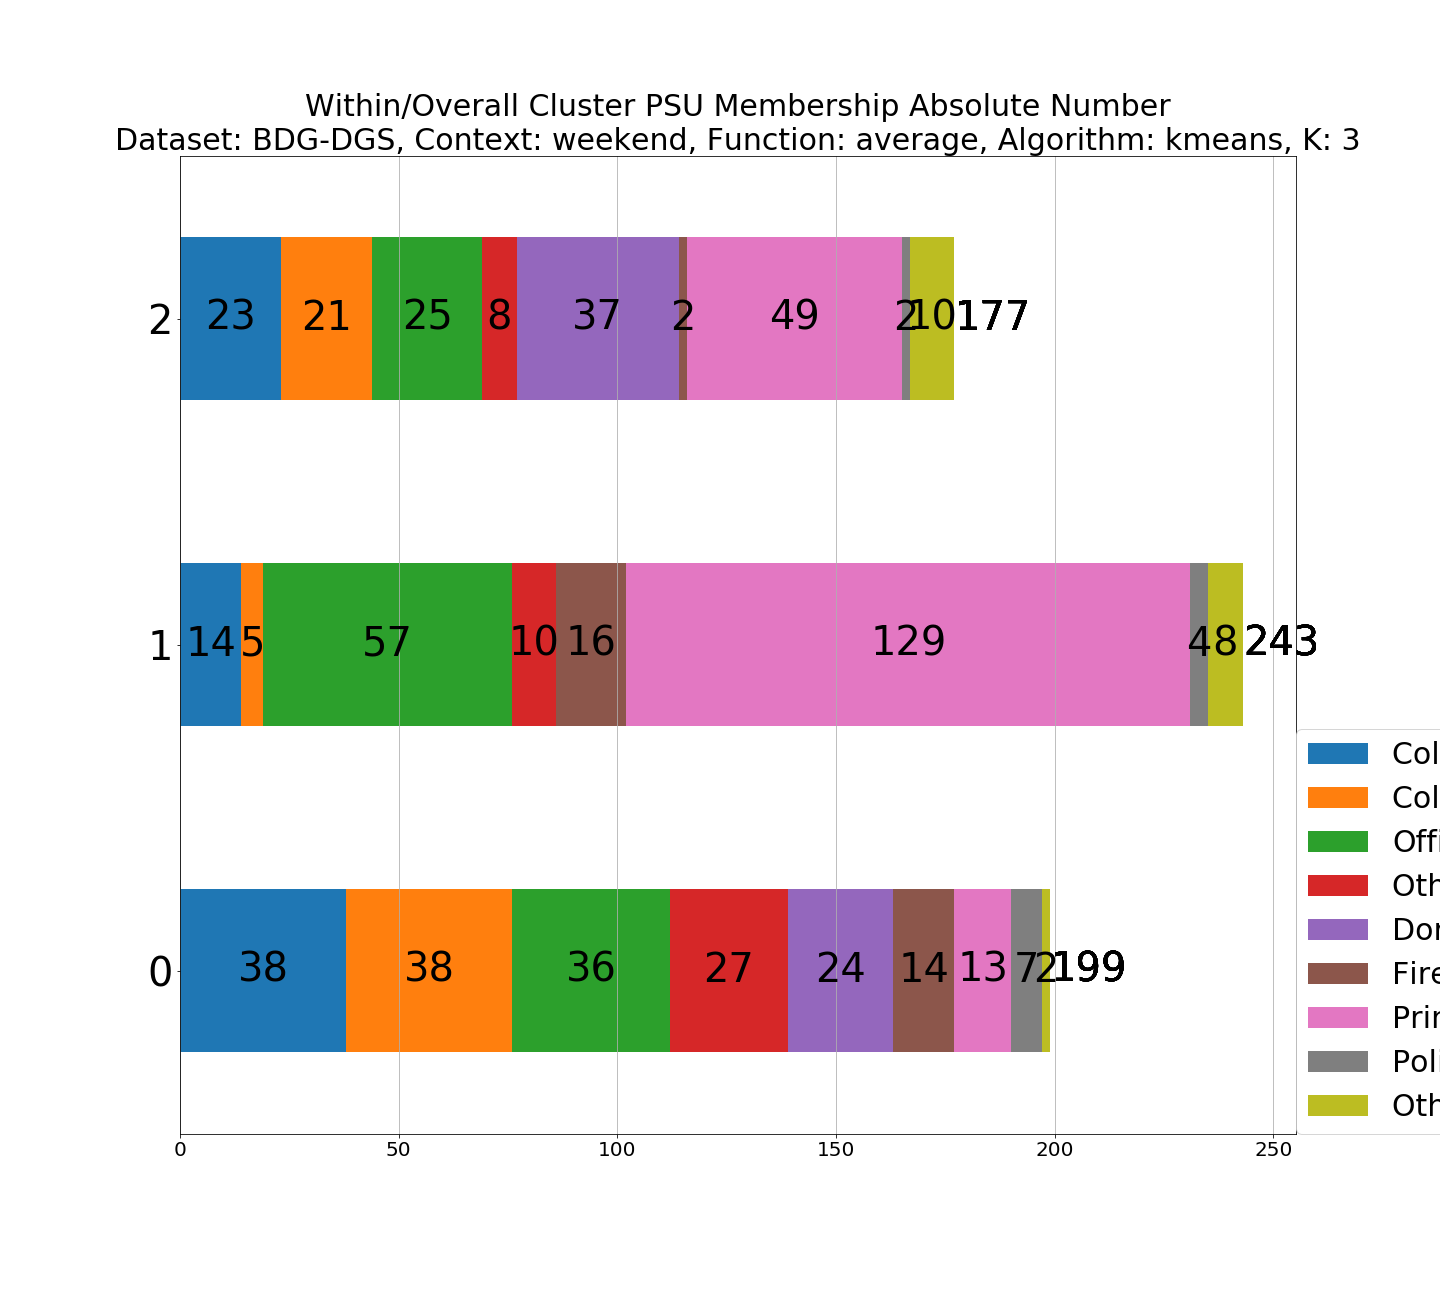 Within/Overall Cluster PSU Membership Absolute Number
Dataset: BDG-DGS, Context: weekend, Function: average, Algorithm: kmeans, K: 3
2 23 21 25 8 37 2 49 2 10 177
1 14 5 57 10 16 129 4 8 243
0 38 38 36 27 24 14 13 7 2 199
Col
Col
Offi
Oth
Dor
Fire
Prin
Poli
Oth
0 50 100 150 200 250